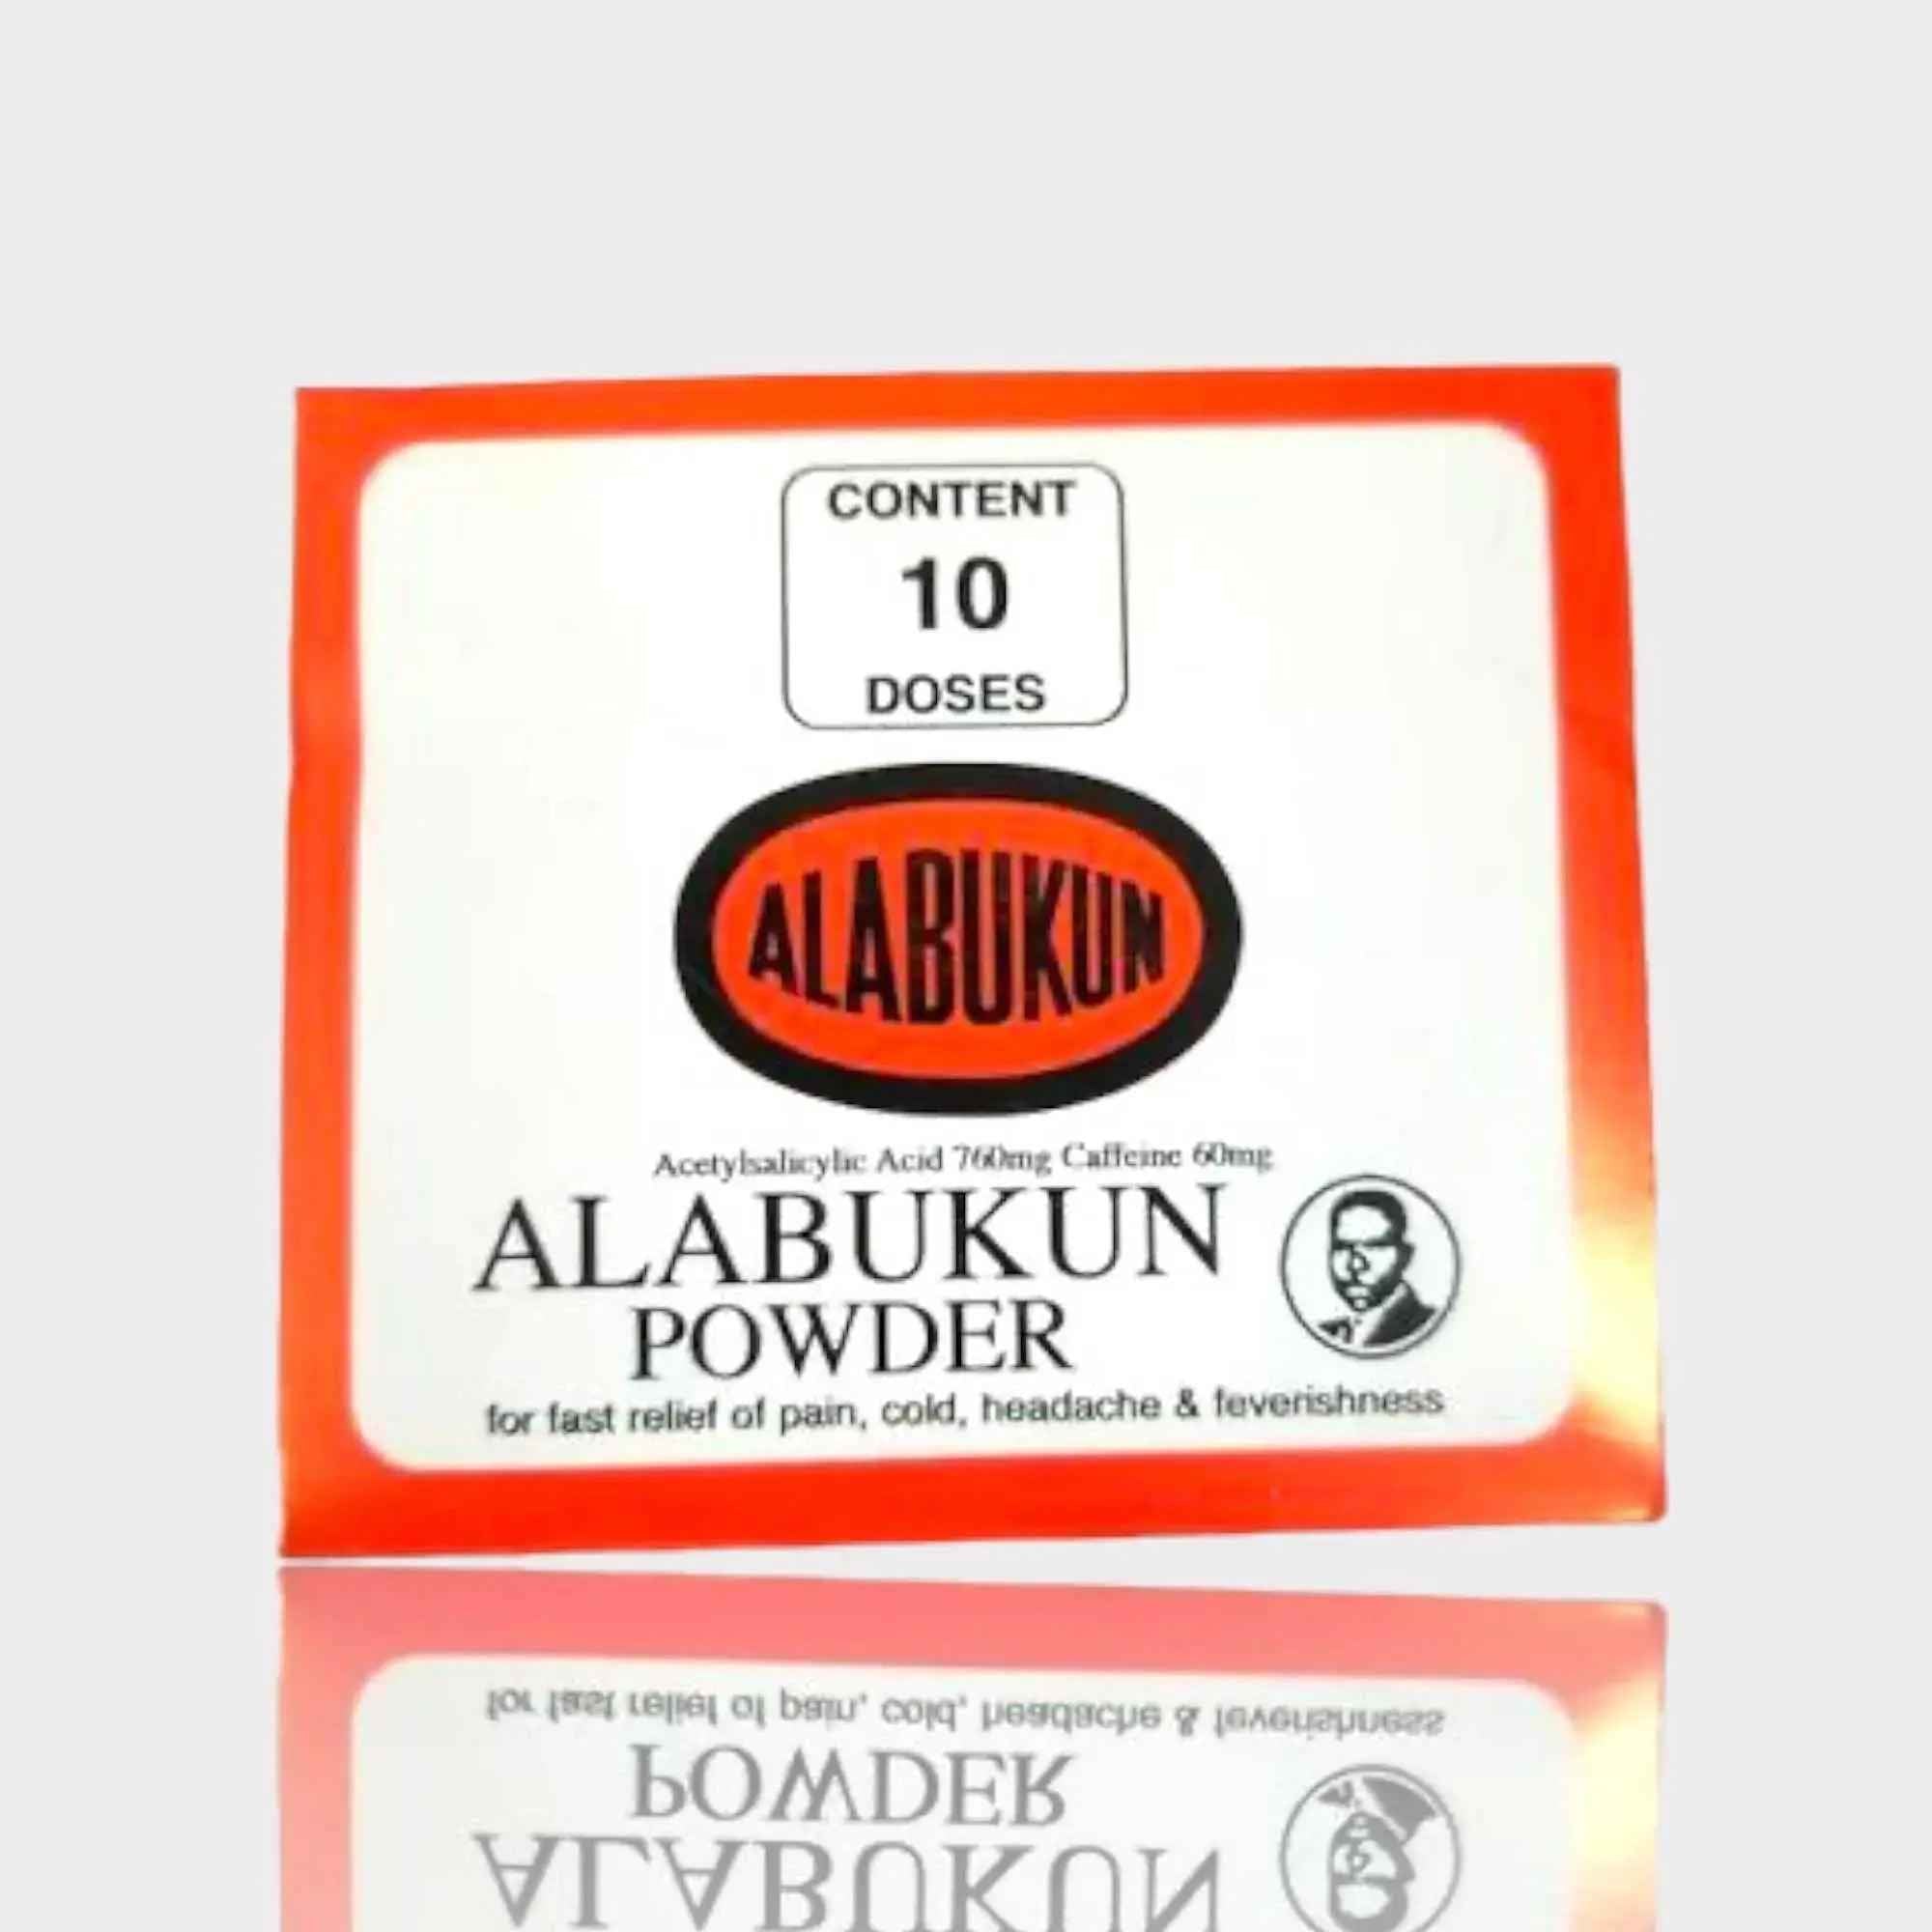 CONTENT
10
DOSES
ALABUKUN
Acetylsalicylic Acid 760mg Caffeine 60mg
ALABUKUN
POWDER
for fast relief of pain, cold, headache & feverishness